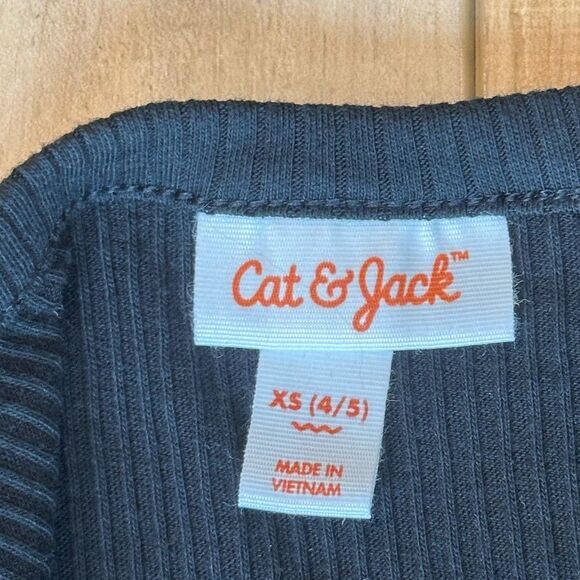 Cat & Jack™
XS (4/5)
MADE IN
VIETNAM